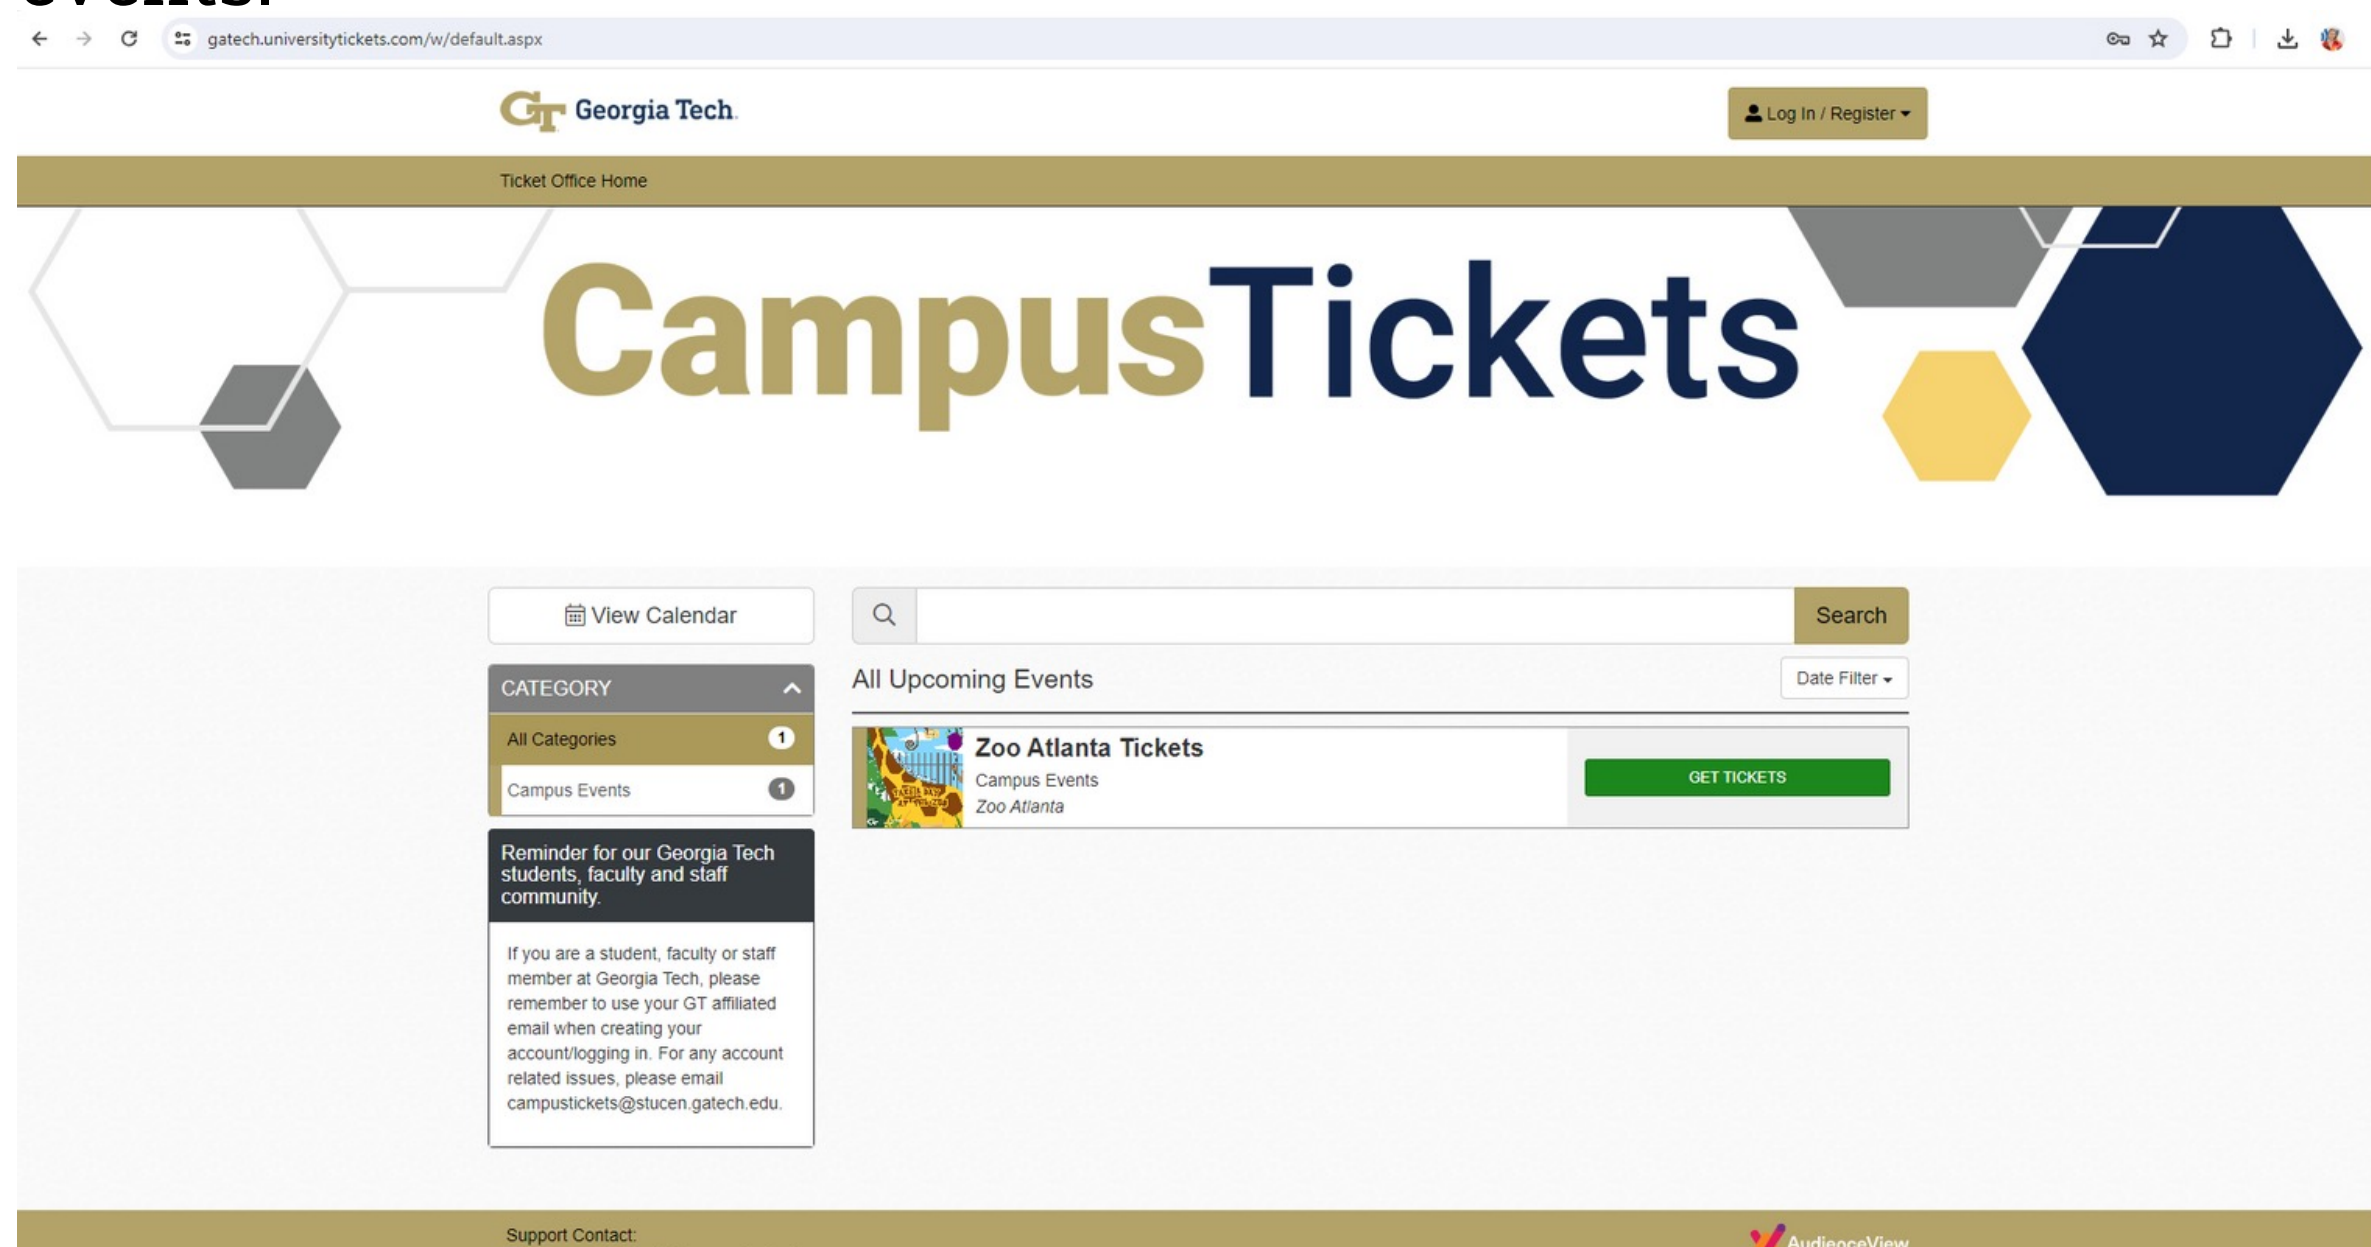 events.
gatech.universitytickets.com/w/default.aspx
GT Georgia Tech.
Log In / Register
Ticket Office Home
CampusTickets
View Calendar
Search
CATEGORY
All Upcoming Events
Date Filter
All Categories 1
Campus Events 1
Zoo Atlanta Tickets
Campus Events
Zoo Atlanta
GET TICKETS
Reminder for our Georgia Tech
students, faculty and staff
community.
If you are a student, faculty or staff
member at Georgia Tech, please
remember to use your GT affiliated
email when creating your
account/logging in. For any account
related issues, please email
campustickets@stucen.gatech.edu.
Support Contact:
AudienceView